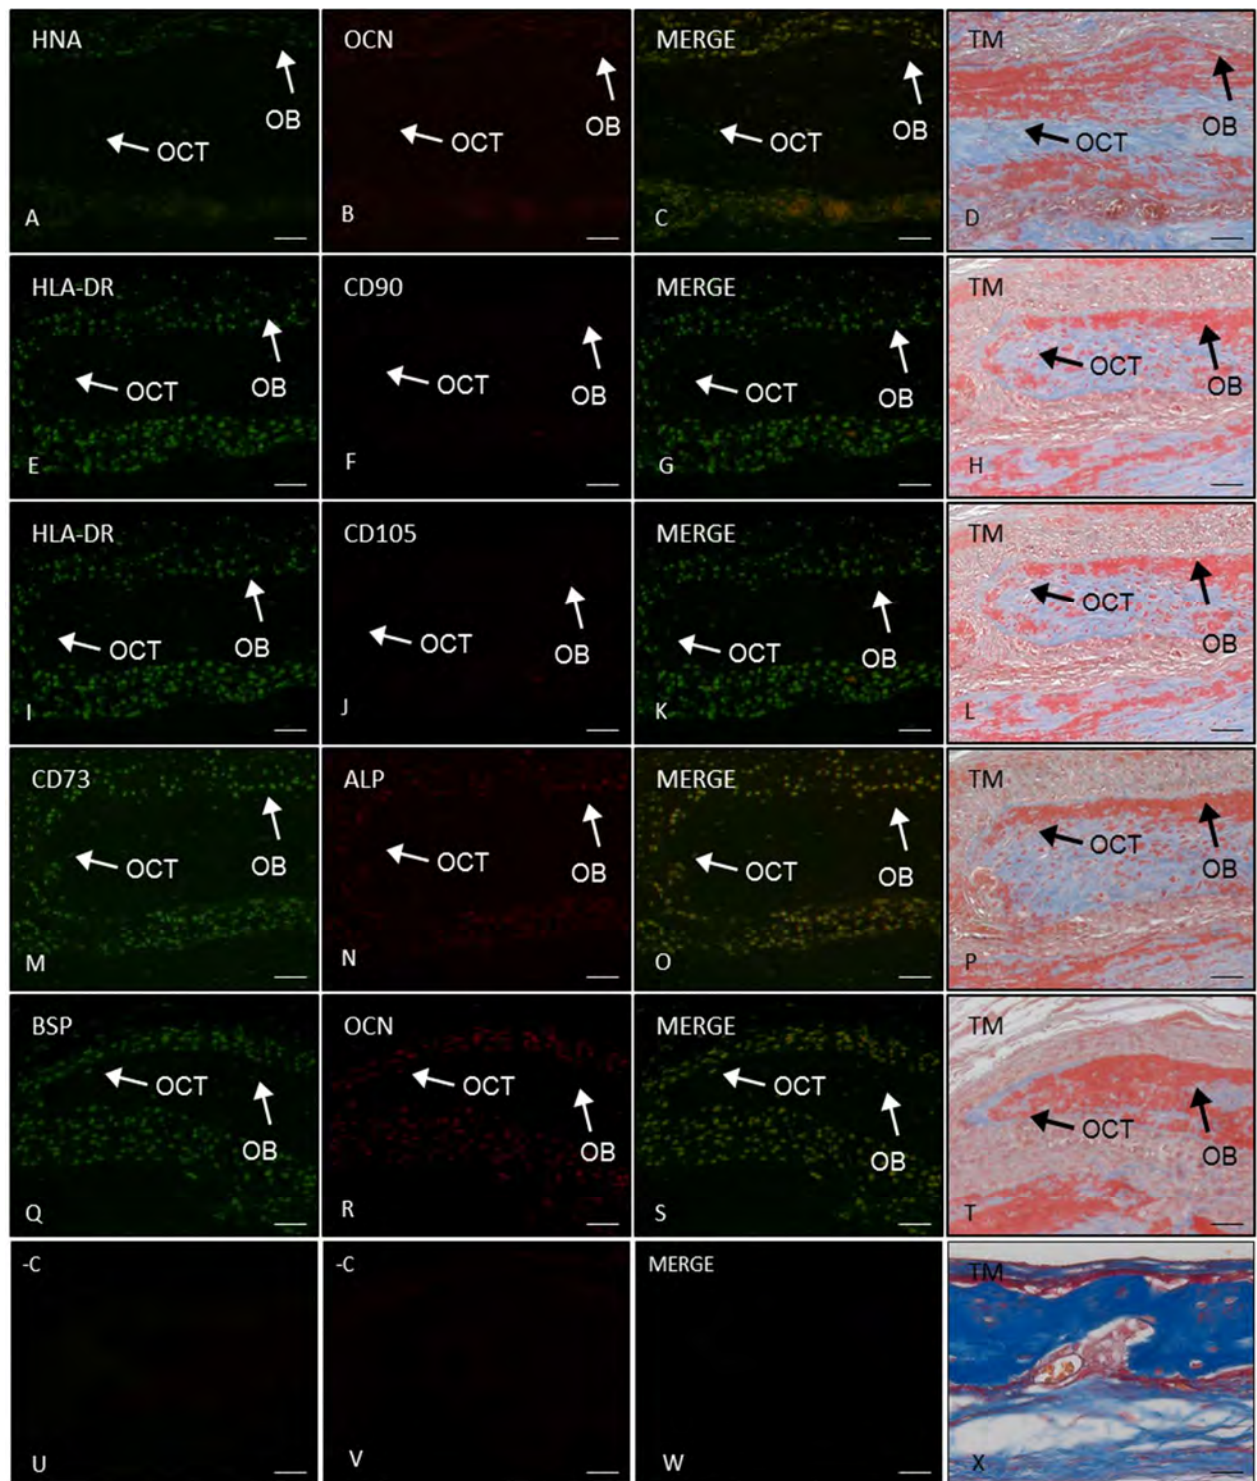 HNA
OB
OCT
A
OCN
OB
OCT
B
MERGE
OB
OCT
C
TM
OB
OCT
D
HLA-DR
OCT
OB
E
CD90
OCT
OB
F
MERGE
OCT
OB
G
TM
OCT
OB
H
HLA-DR
OB
OCT
I
CD105
OCT
OB
J
MERGE
OCT
OB
K
TM
OCT
OB
L
CD73
OCT
OB
M
ALP
OCT
OB
N
MERGE
OCT
OB
O
TM
OCT
OB
P
BSP
OCT
OB
Q
OCN
OCT
OB
R
MERGE
OCT
OB
S
TM
OCT
OB
T
-C
U
-C
V
MERGE
W
TM
X